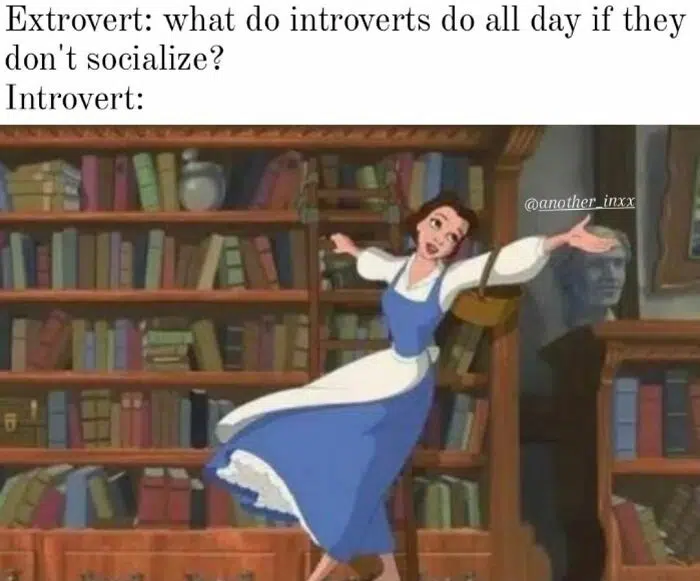 Extrovert: what do introverts do all day if they
don't socialize?
Introvert:
@another_inxx